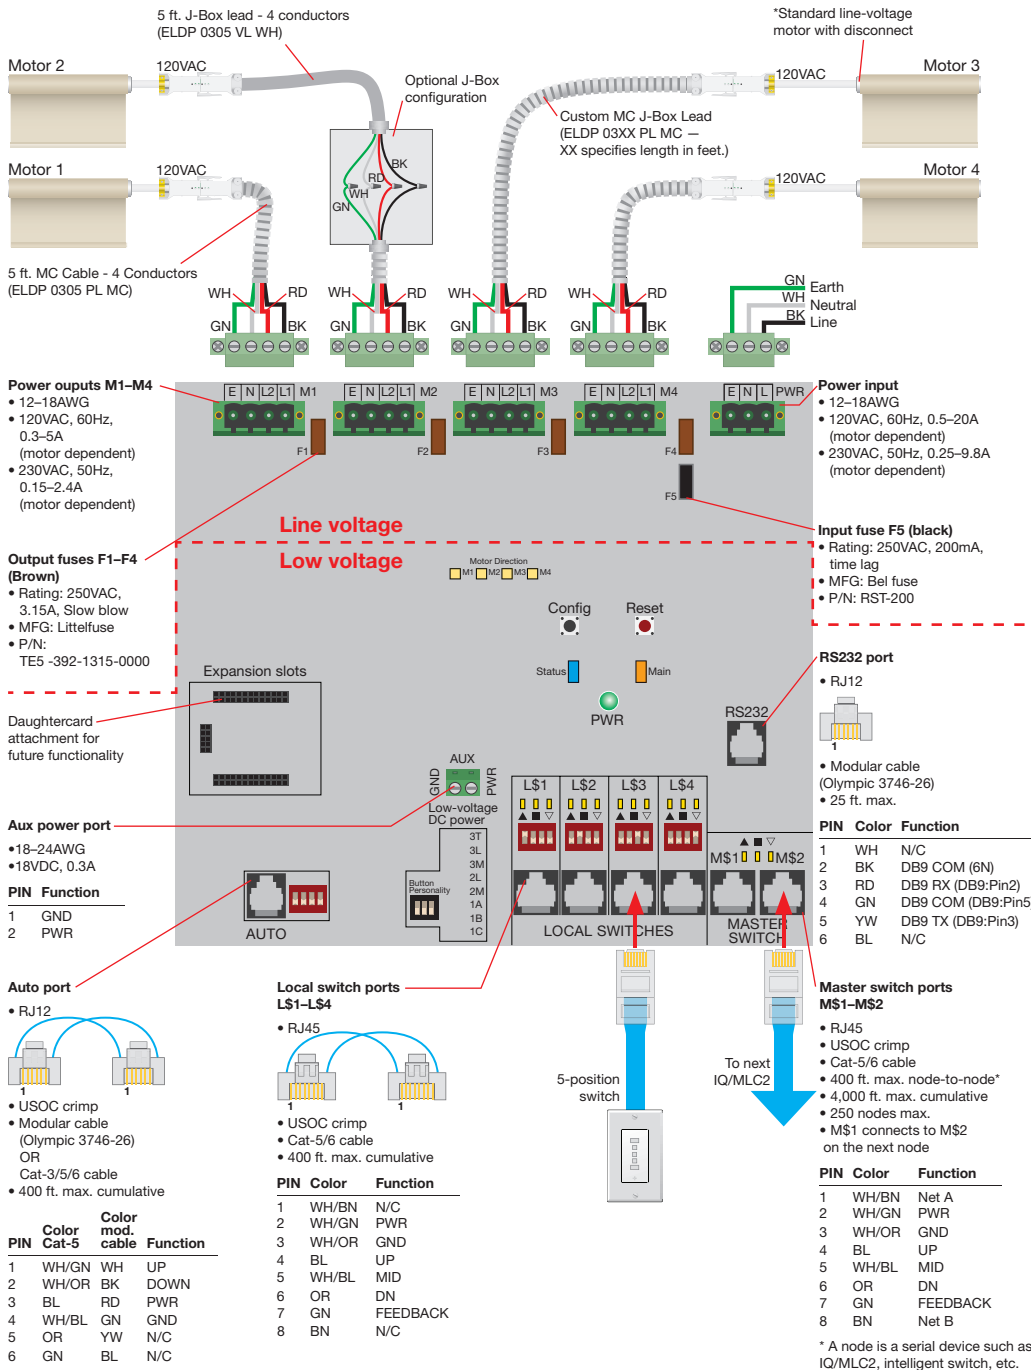 5 ft. J-Box lead - 4 conductors
(ELDP 0305 VL WH)
*Standard line-voltage
motor with disconnect
Motor 2
120VAC
Optional J-Box
configuration
120VAC
Motor 3
Custom MC J-Box Lead
(ELDP 03XX PL MC —
XX specifies length in feet.)
BK
RD
WH
GN
Motor 1
120VAC
120VAC
Motor 4
5 ft. MC Cable - 4 Conductors
(ELDP 0305 PL MC)
WH RD WH RD WH RD WH RD
GN BK GN BK GN BK GN BK
GN Earth
WH Neutral
BK Line
Power ouputs M1–M4
• 12–18AWG
• 120VAC, 60Hz,
0.3–5A
(motor dependent)
• 230VAC, 50Hz,
0.15–2.4A
(motor dependent)
E N L2 L1 M1
E N L2 L1 M2
E N L2 L1 M3
E N L2 L1 M4
E N L PWR
F1 F2 F3 F4
F5
Power input
• 12–18AWG
• 120VAC, 60Hz, 0.5–20A
(motor dependent)
• 230VAC, 50Hz, 0.25–9.8A
(motor dependent)
Line voltage
Low voltage
Output fuses F1–F4
(Brown)
• Rating: 250VAC,
3.15A, Slow blow
• MFG: Littelfuse
• P/N:
TE5 -392-1315-0000
Input fuse F5 (black)
• Rating: 250VAC, 200mA,
time lag
• MFG: Bel fuse
• P/N: RST-200
Motor Direction
M1 M2 M3 M4
Config Reset
Status Main
PWR
Expansion slots
Daughtercard
attachment for
future functionality
RS232
RS232 port
• RJ12
1
• Modular cable
(Olympic 3746-26)
• 25 ft. max.
PIN Color Function
1 WH N/C
2 BK DB9 COM (6N)
3 RD DB9 RX (DB9:Pin2)
4 GN DB9 COM (DB9:Pin5)
5 YW DB9 TX (DB9:Pin3)
6 BL N/C
AUX
GND
PWR
Low-voltage
DC power
Aux power port
•18–24AWG
•18VDC, 0.3A
PIN Function
1 GND
2 PWR
3T
3L
3M
2L
2M
1A
1B
1C
Button
Personality
AUTO
L$1 L$2 L$3 L$4
▲ ■ ▽ ▲ ■ ▽ ▲ ■ ▽ ▲ ■ ▽
▲ ■ ▽
M$1 M$2
LOCAL SWITCHES
MASTER
SWITCH
Auto port
• RJ12
1 1
• USOC crimp
• Modular cable
(Olympic 3746-26)
OR
Cat-3/5/6 cable
• 400 ft. max. cumulative
PIN Color Cat-5 Color mod. cable Function
1 WH/GN WH UP
2 WH/OR BK DOWN
3 BL RD PWR
4 WH/BL GN GND
5 OR YW N/C
6 GN BL N/C
Local switch ports
L$1–L$4
• RJ45
1 1
• USOC crimp
• Cat-5/6 cable
• 400 ft. max. cumulative
PIN Color Function
1 WH/BN N/C
2 WH/GN PWR
3 WH/OR GND
4 BL UP
5 WH/BL MID
6 OR DN
7 GN FEEDBACK
8 BN N/C
5-position
switch
To next
IQ/MLC2
Master switch ports
M$1–M$2
• RJ45
• USOC crimp
• Cat-5/6 cable
• 400 ft. max. node-to-node*
• 4,000 ft. max. cumulative
• 250 nodes max.
• M$1 connects to M$2
on the next node
PIN Color Function
1 WH/BN Net A
2 WH/GN PWR
3 WH/OR GND
4 BL UP
5 WH/BL MID
6 OR DN
7 GN FEEDBACK
8 BN Net B
* A node is a serial device such as
IQ/MLC2, intelligent switch, etc.